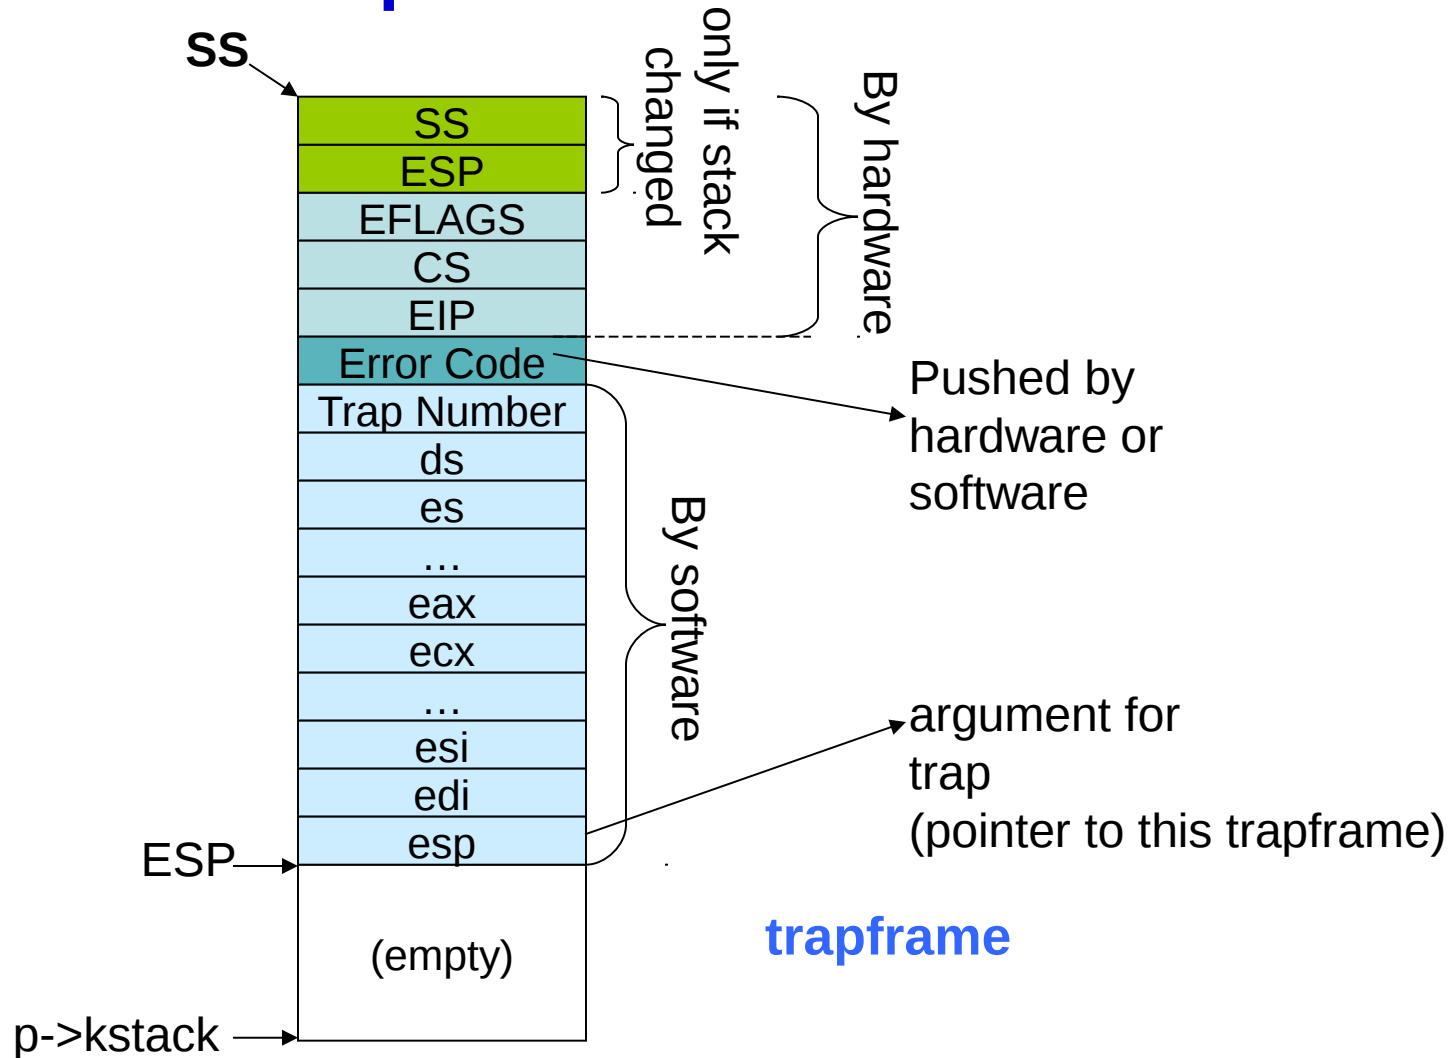 SS
only if stack
changed
By hardware
SS
ESP
EFLAGS
CS
EIP
Error Code
Pushed by
hardware or
software
Trap Number
ds
es
…
eax
ecx
…
esi
edi
esp
By software
argument for
trap
(pointer to this trapframe)
ESP
trapframe
(empty)
p->kstack